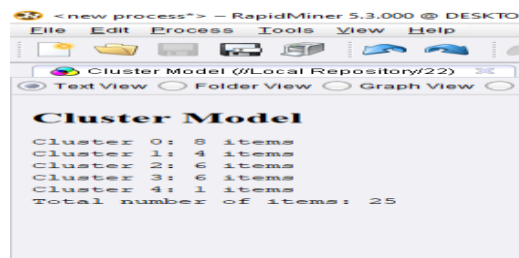 <new process*> – RapidMiner 5.3.000 @ DESKTO
File Edit Process Tools View Help
Cluster Model (//Local Repository/22)
Text View Folder View Graph View
Cluster Model
Cluster 0: 8 items
Cluster 1: 4 items
Cluster 2: 6 items
Cluster 3: 6 items
Cluster 4: 1 items
Total number of items: 25